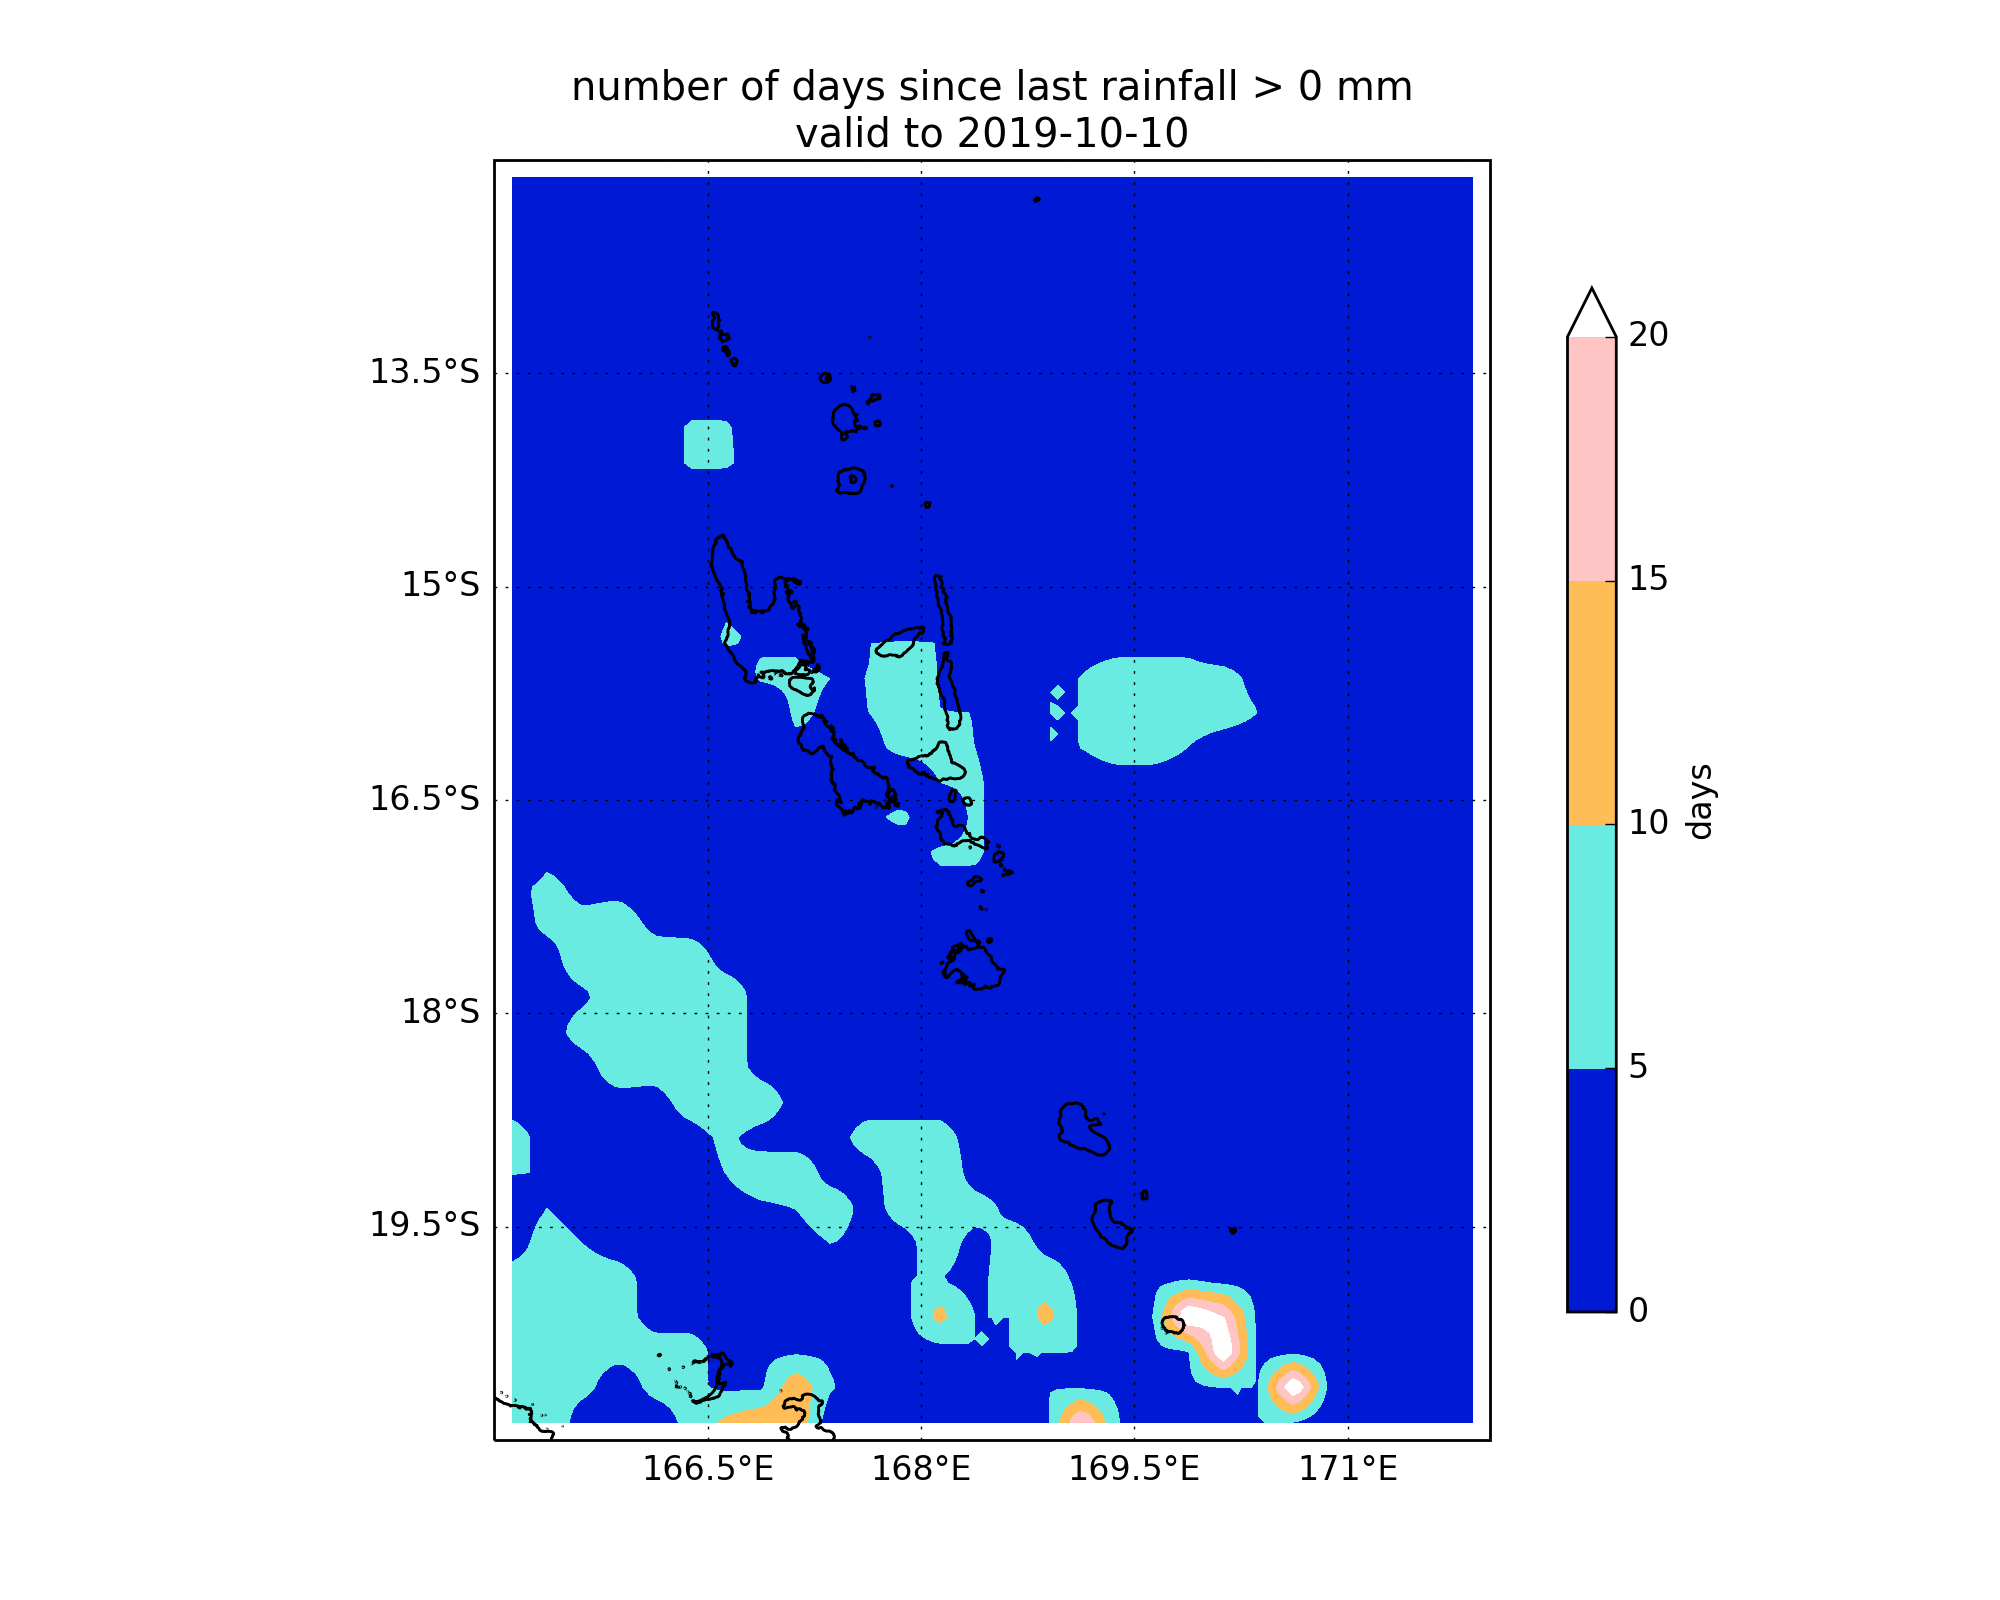 number of days since last rainfall > 0 mm
valid to 2019-10-10
13.5°S
15°S
16.5°S
18°S
19.5°S
166.5°E
168°E
169.5°E
171°E
20
15
10
5
0
days